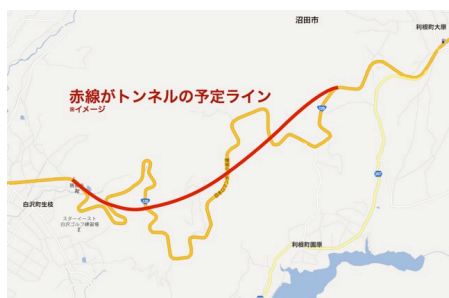 沼田市
利根町大原
赤線がトンネルの予定ライン
※イメージ
白沢町生枝
スターイースト
白沢ゴルフ練習場
利根町園原